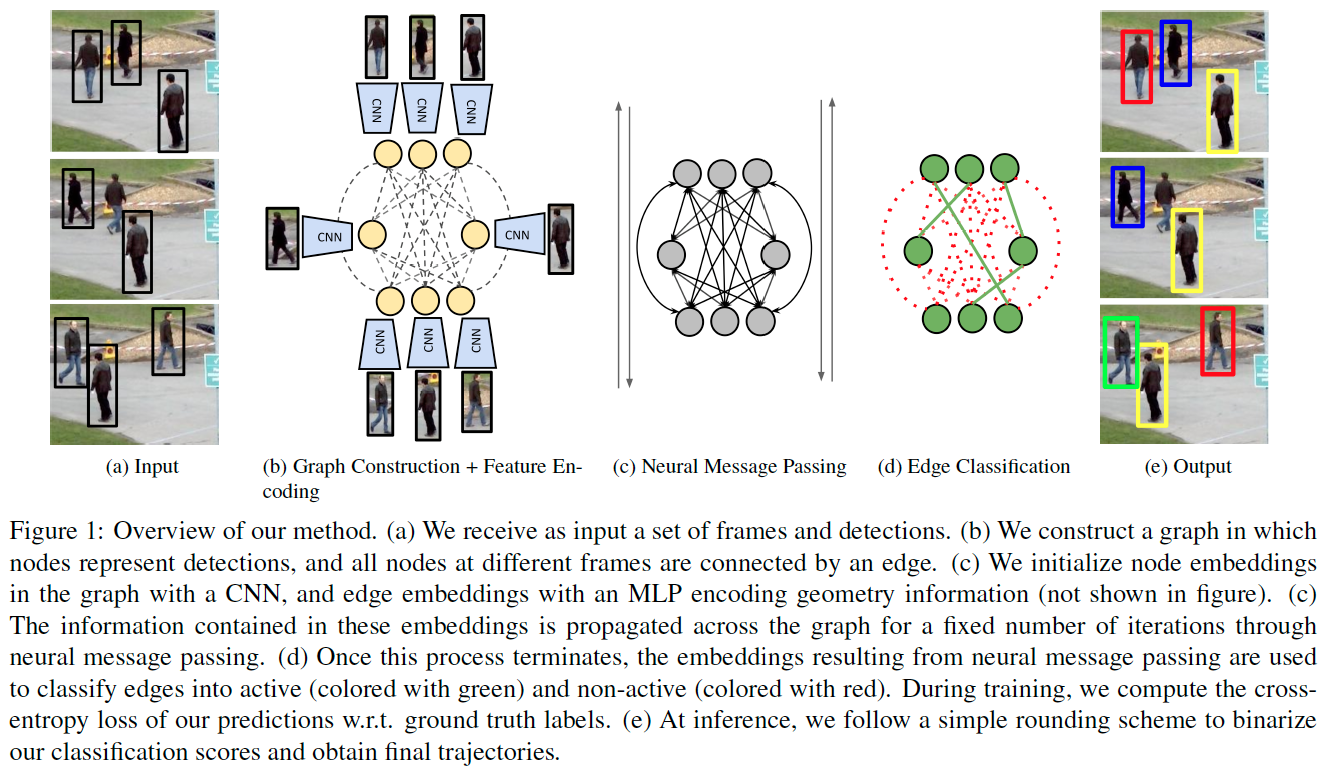 CNN
CNN
CNN
CNN
CNN
CNN
CNN
CNN
(a) Input
(b) Graph Construction + Feature En-
coding
(c) Neural Message Passing
(d) Edge Classification
(e) Output
Figure 1: Overview of our method. (a) We receive as input a set of frames and detections. (b) We construct a graph in which
nodes represent detections, and all nodes at different frames are connected by an edge. (c) We initialize node embeddings
in the graph with a CNN, and edge embeddings with an MLP encoding geometry information (not shown in figure). (c)
The information contained in these embeddings is propagated across the graph for a fixed number of iterations through
neural message passing. (d) Once this process terminates, the embeddings resulting from neural message passing are used
to classify edges into active (colored with green) and non-active (colored with red). During training, we compute the cross-
entropy loss of our predictions w.r.t. ground truth labels. (e) At inference, we follow a simple rounding scheme to binarize
our classification scores and obtain final trajectories.